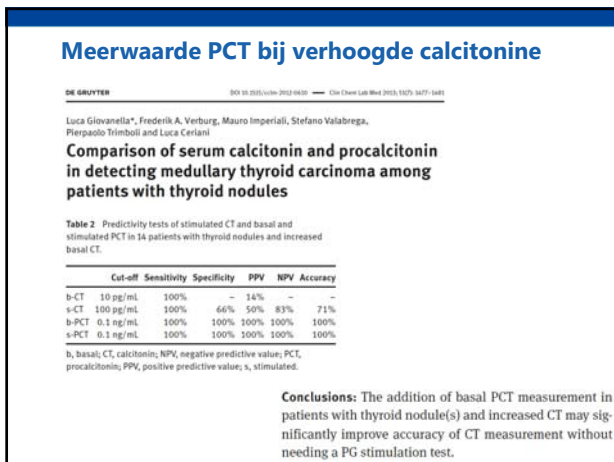 Meerwaarde PCT bij verhoogde calcitonine
DE GRUYTER DOI 10.1515/cclm-2012-0610 — Clin Chem Lab Med 2013; 51(7): 1477–1481
Luca Giovanella*, Frederik A. Verburg, Mauro Imperiali, Stefano Valabrega,
Pierpaolo Trimboli and Luca Ceriani
Comparison of serum calcitonin and procalcitonin
in detecting medullary thyroid carcinoma among
patients with thyroid nodules
Table 2 Predictivity tests of stimulated CT and basal and
stimulated PCT in 14 patients with thyroid nodules and increased
basal CT.
Cut-off Sensitivity Specificity PPV NPV Accuracy
b-CT 10 pg/mL 100% – 14% – –
s-CT 100 pg/mL 100% 66% 50% 83% 71%
b-PCT 0.1 ng/mL 100% 100% 100% 100% 100%
s-PCT 0.1 ng/mL 100% 100% 100% 100% 100%
b, basal; CT, calcitonin; NPV, negative predictive value; PCT,
procalcitonin; PPV, positive predictive value; s, stimulated.
Conclusions: The addition of basal PCT measurement in
patients with thyroid nodule(s) and increased CT may sig-
nificantly improve accuracy of CT measurement without
needing a PG stimulation test.